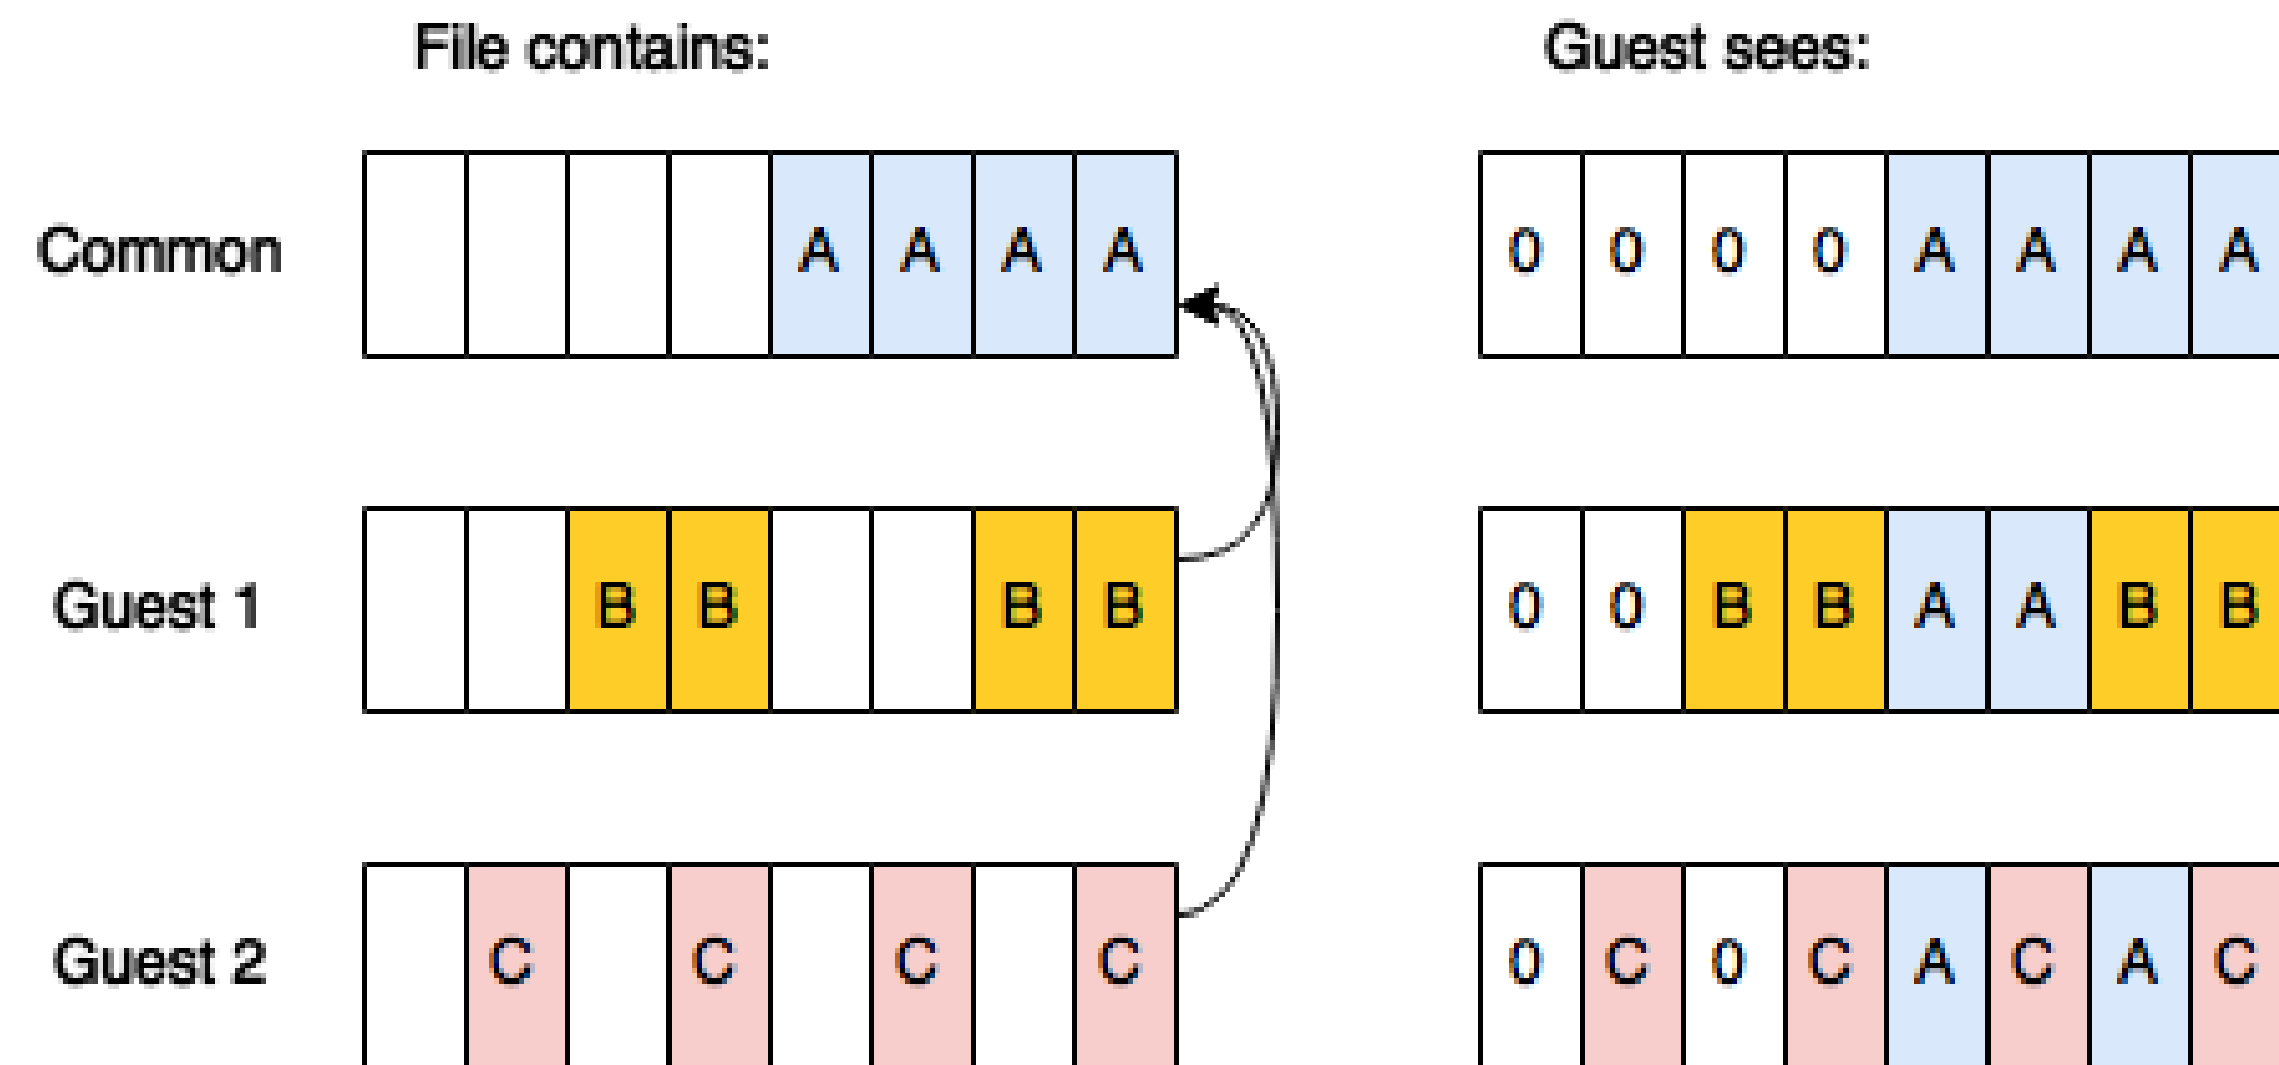 File contains: Guest sees:
Common A A A A 0 0 0 0 A A A A
Guest 1 B B B B 0 0 B B A A B B
Guest 2 C C C C 0 C 0 C A C A C